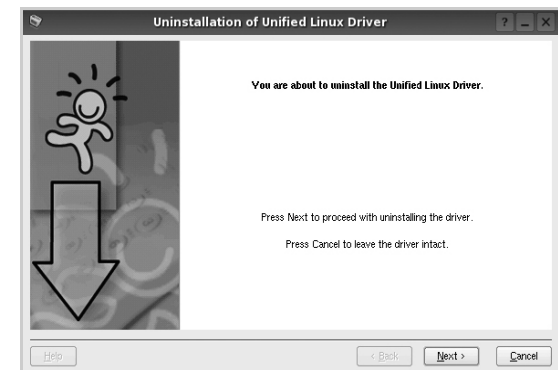 Uninstallation of Unified Linux Driver
You are about to uninstall the Unified Linux Driver.
Press Next to proceed with uninstalling the driver.
Press Cancel to leave the driver intact.
Help
< Back
Next >
Cancel